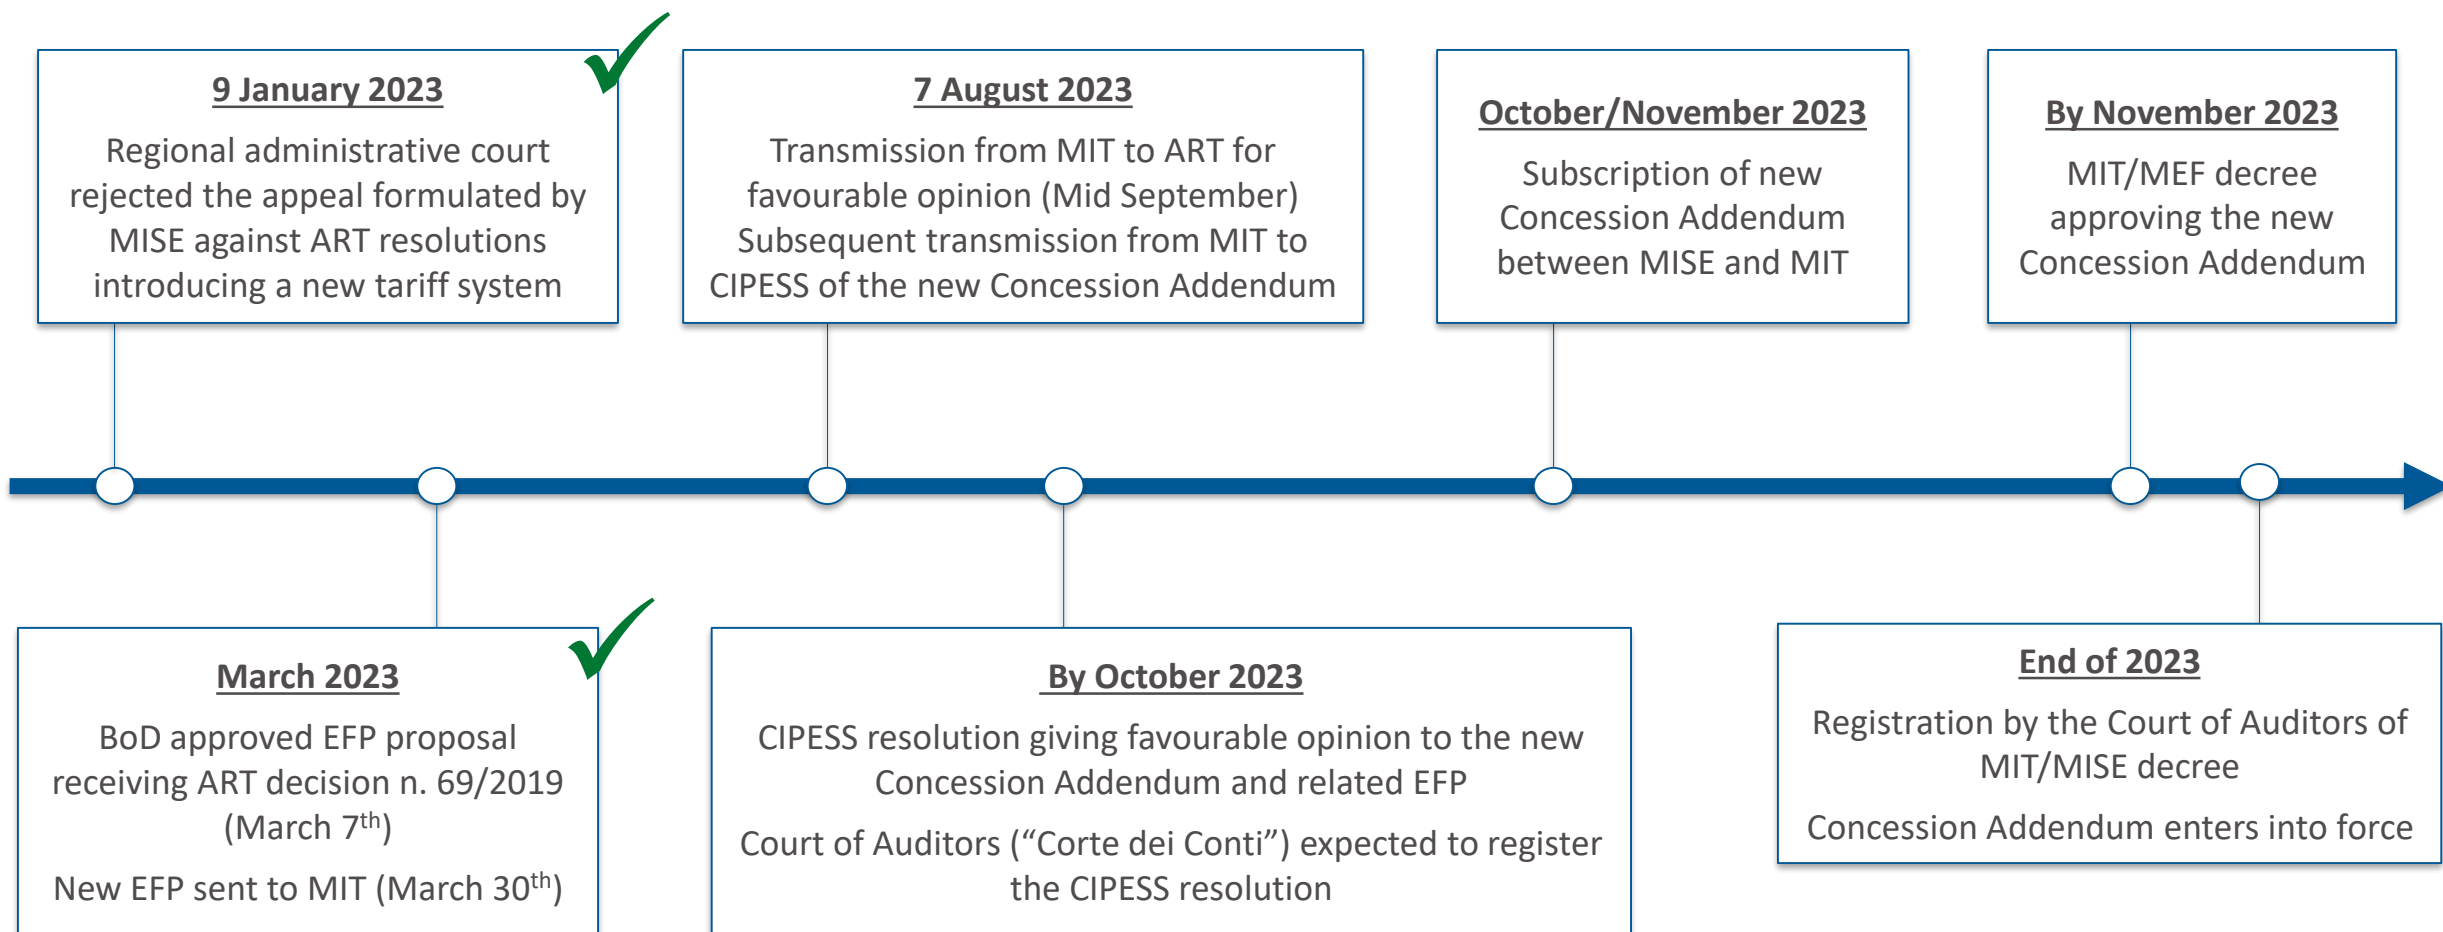 9 January 2023
Regional administrative court
rejected the appeal formulated by
MISE against ART resolutions
introducing a new tariff system
7 August 2023
Transmission from MIT to ART for
favourable opinion (Mid September)
Subsequent transmission from MIT to
CIPESS of the new Concession Addendum
October/November 2023
Subscription of new
Concession Addendum
between MISE and MIT
By November 2023
MIT/MEF decree
approving the new
Concession Addendum
March 2023
BoD approved EFP proposal
receiving ART decision n. 69/2019
(March 7th)
New EFP sent to MIT (March 30th)
By October 2023
CIPESS resolution giving favourable opinion to the new
Concession Addendum and related EFP
Court of Auditors (“Corte dei Conti”) expected to register
the CIPESS resolution
End of 2023
Registration by the Court of Auditors of
MIT/MISE decree
Concession Addendum enters into force